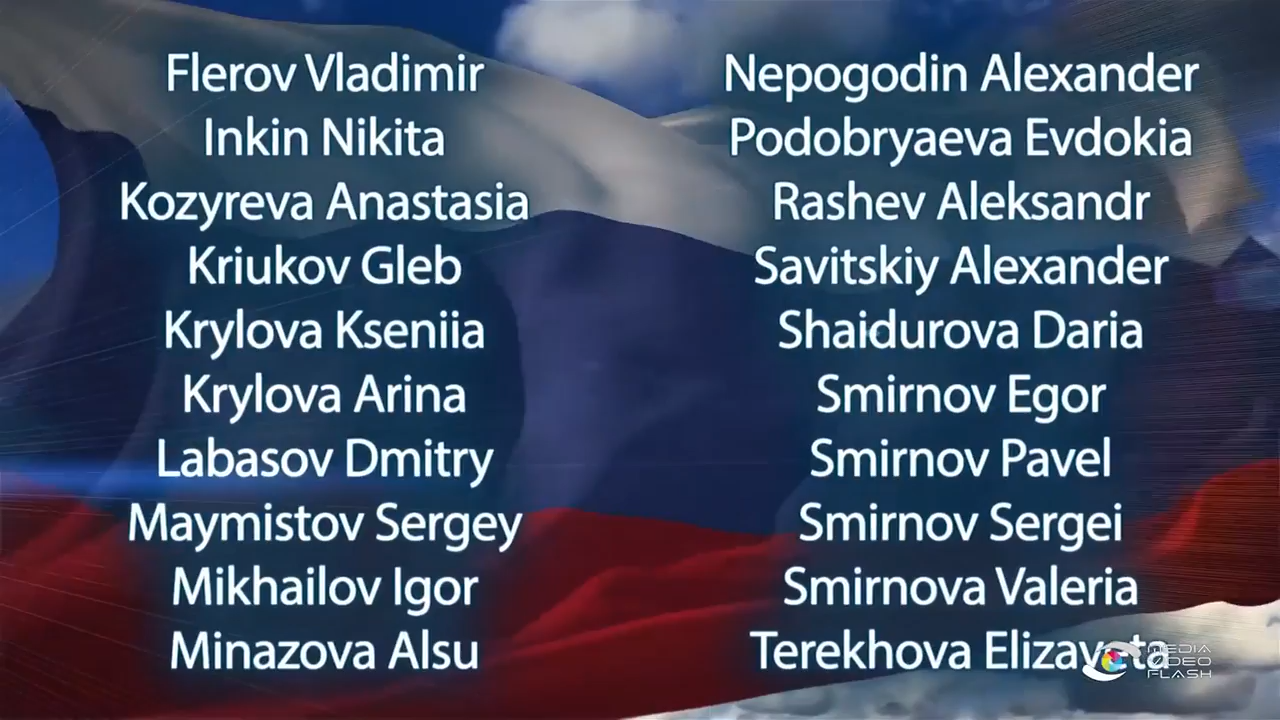 Flerov Vladimir
Inkin Nikita
Kozyreva Anastasia
Kriukov Gleb
Krylova Kseniia
Krylova Arina
Labasov Dmitry
Maymistov Sergey
Mikhailov Igor
Minazova Alsu
Nepogodin Alexander
Podobryaeva Evdokia
Rashev Aleksandr
Savitskiy Alexander
Shaidurova Daria
Smirnov Egor
Smirnov Pavel
Smirnov Sergei
Smirnova Valeria
Terekhova Elizaveta
MEDIA
VIDEO
FLASH